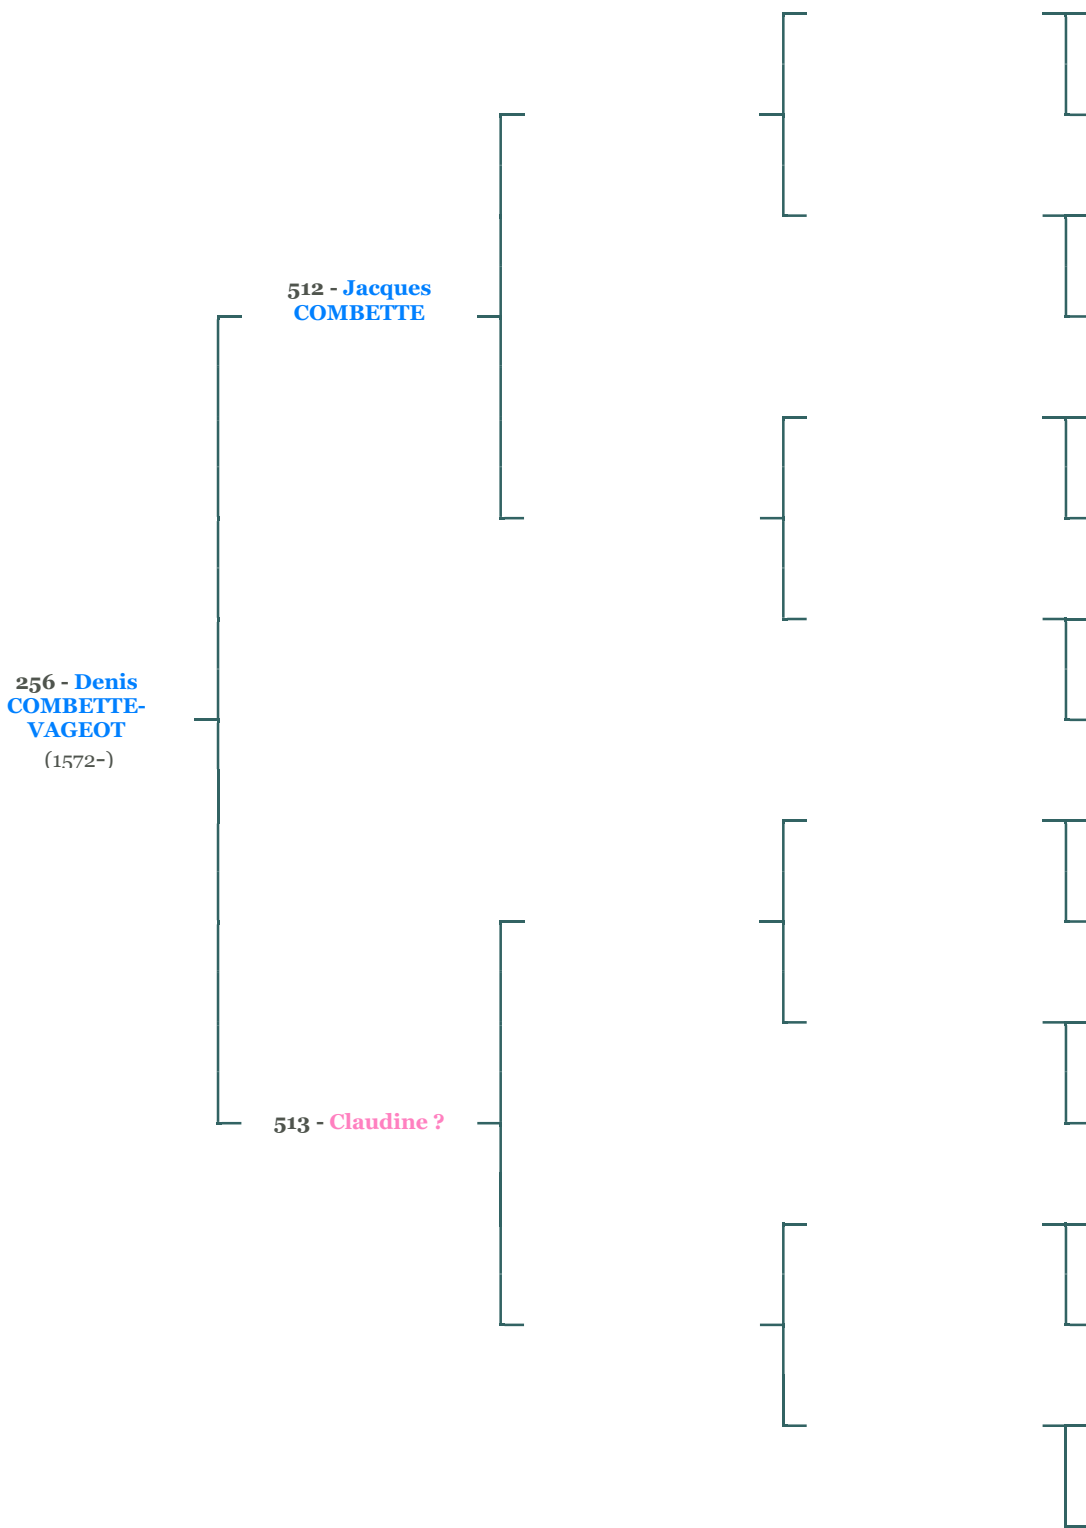 512 - Jacques
COMBETTE
256 - Denis
COMBETTE-
VAGEOT
(1572-)
513 - Claudine ?